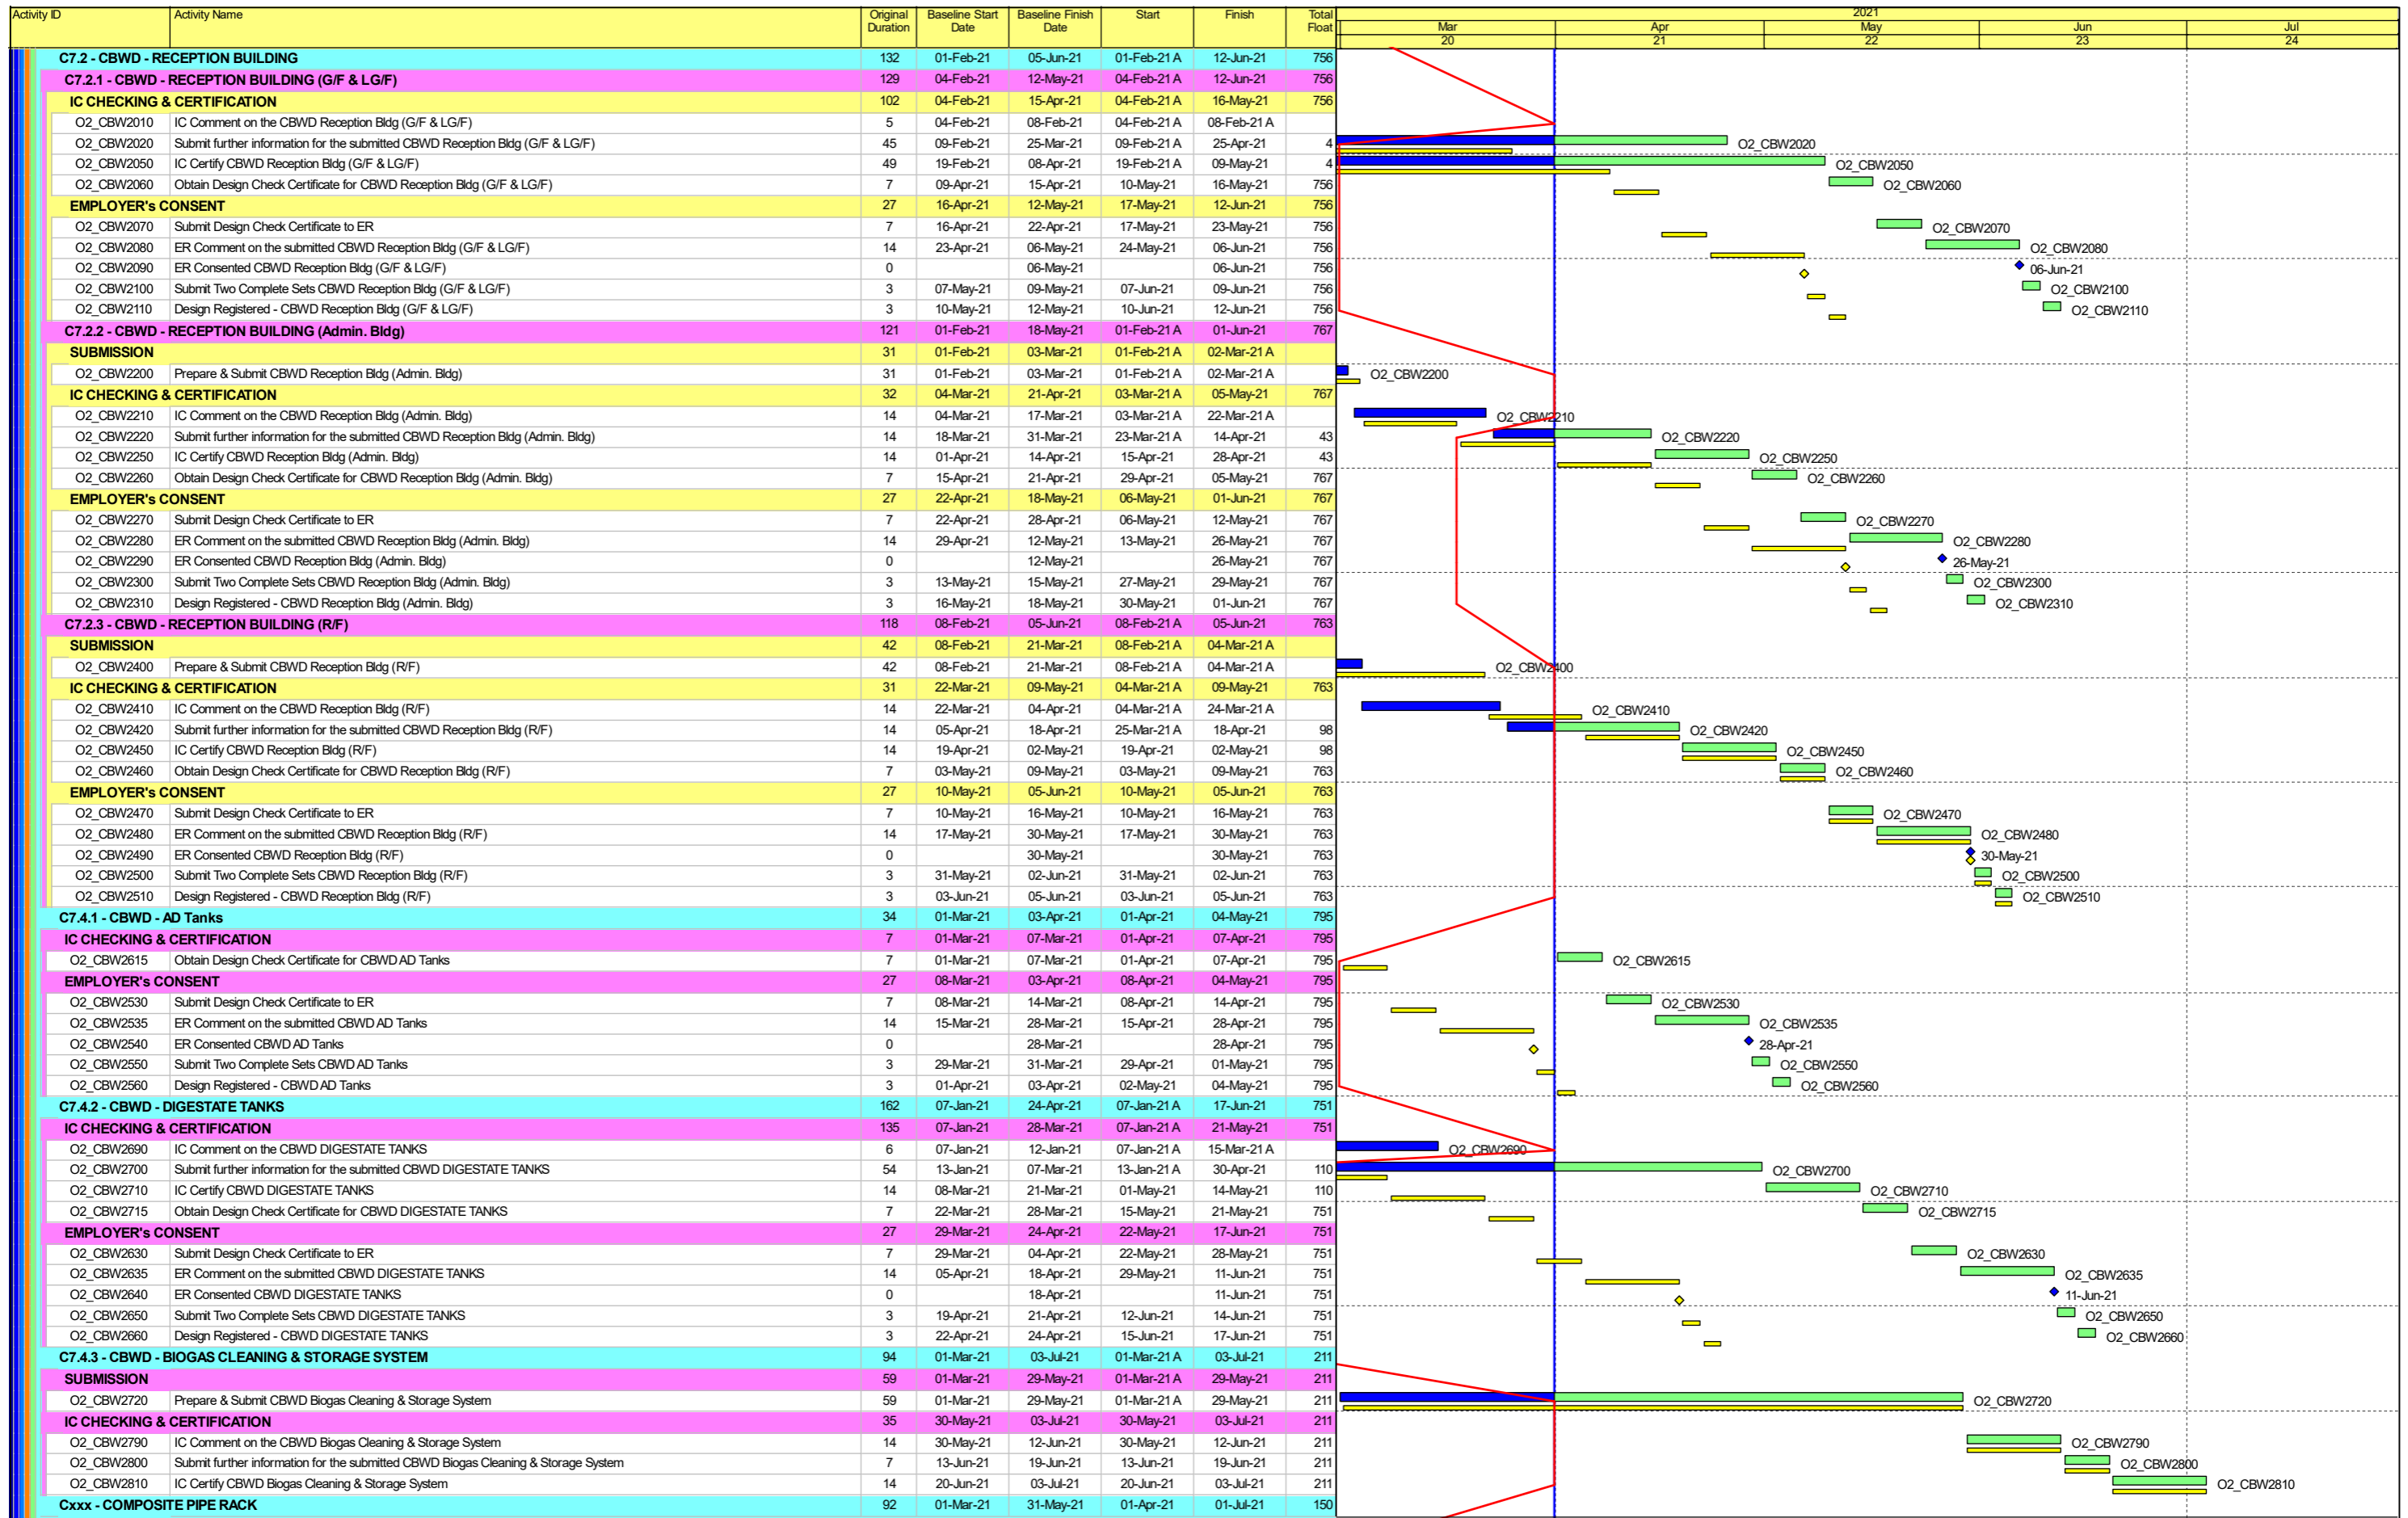 Activity ID Activity Name Original Duration Baseline Start Date Baseline Finish Date Start Finish Total Float 2021
Mar Apr May Jun Jul
20 21 22 23 24
C7.2 - CBWD - RECEPTION BUILDING 132 01-Feb-21 05-Jun-21 01-Feb-21 A 12-Jun-21 756
C7.2.1 - CBWD - RECEPTION BUILDING (G/F & LG/F) 129 04-Feb-21 12-May-21 04-Feb-21 A 12-Jun-21 756
IC CHECKING & CERTIFICATION 102 04-Feb-21 15-Apr-21 04-Feb-21 A 16-May-21 756
O2_CBW2010 IC Comment on the CBWD Reception Bldg (G/F & LG/F) 5 04-Feb-21 08-Feb-21 04-Feb-21 A 08-Feb-21 A
O2_CBW2020 Submit further information for the submitted CBWD Reception Bldg (G/F & LG/F) 45 09-Feb-21 25-Mar-21 09-Feb-21 A 25-Apr-21 4 O2_CBW2020
O2_CBW2050 IC Certify CBWD Reception Bldg (G/F & LG/F) 49 19-Feb-21 08-Apr-21 19-Feb-21 A 09-May-21 4 O2_CBW2050
O2_CBW2060 Obtain Design Check Certificate for CBWD Reception Bldg (G/F & LG/F) 7 09-Apr-21 15-Apr-21 10-May-21 16-May-21 756 O2_CBW2060
EMPLOYER's CONSENT 27 16-Apr-21 12-May-21 17-May-21 12-Jun-21 756
O2_CBW2070 Submit Design Check Certificate to ER 7 16-Apr-21 22-Apr-21 17-May-21 23-May-21 756 O2_CBW2070
O2_CBW2080 ER Comment on the submitted CBWD Reception Bldg (G/F & LG/F) 14 23-Apr-21 06-May-21 24-May-21 06-Jun-21 756 O2_CBW2080
O2_CBW2090 ER Consented CBWD Reception Bldg (G/F & LG/F) 0 06-May-21 06-Jun-21 756 06-Jun-21
O2_CBW2100 Submit Two Complete Sets CBWD Reception Bldg (G/F & LG/F) 3 07-May-21 09-May-21 07-Jun-21 09-Jun-21 756 O2_CBW2100
O2_CBW2110 Design Registered - CBWD Reception Bldg (G/F & LG/F) 3 10-May-21 12-May-21 10-Jun-21 12-Jun-21 756 O2_CBW2110
C7.2.2 - CBWD - RECEPTION BUILDING (Admin. Bldg) 121 01-Feb-21 18-May-21 01-Feb-21 A 01-Jun-21 767
SUBMISSION 31 01-Feb-21 03-Mar-21 01-Feb-21 A 02-Mar-21 A
O2_CBW2200 Prepare & Submit CBWD Reception Bldg (Admin. Bldg) 31 01-Feb-21 03-Mar-21 01-Feb-21 A 02-Mar-21 A O2_CBW2200
IC CHECKING & CERTIFICATION 32 04-Mar-21 21-Apr-21 03-Mar-21 A 05-May-21 767
O2_CBW2210 IC Comment on the CBWD Reception Bldg (Admin. Bldg) 14 04-Mar-21 17-Mar-21 03-Mar-21 A 22-Mar-21 A O2_CBW2210
O2_CBW2220 Submit further information for the submitted CBWD Reception Bldg (Admin. Bldg) 14 18-Mar-21 31-Mar-21 23-Mar-21 A 14-Apr-21 43 O2_CBW2220
O2_CBW2250 IC Certify CBWD Reception Bldg (Admin. Bldg) 14 01-Apr-21 14-Apr-21 15-Apr-21 28-Apr-21 43 O2_CBW2250
O2_CBW2260 Obtain Design Check Certificate for CBWD Reception Bldg (Admin. Bldg) 7 15-Apr-21 21-Apr-21 29-Apr-21 05-May-21 767 O2_CBW2260
EMPLOYER's CONSENT 27 22-Apr-21 18-May-21 06-May-21 01-Jun-21 767
O2_CBW2270 Submit Design Check Certificate to ER 7 22-Apr-21 28-Apr-21 06-May-21 12-May-21 767 O2_CBW2270
O2_CBW2280 ER Comment on the submitted CBWD Reception Bldg (Admin. Bldg) 14 29-Apr-21 12-May-21 13-May-21 26-May-21 767 O2_CBW2280
O2_CBW2290 ER Consented CBWD Reception Bldg (Admin. Bldg) 0 12-May-21 26-May-21 767 26-May-21
O2_CBW2300 Submit Two Complete Sets CBWD Reception Bldg (Admin. Bldg) 3 13-May-21 15-May-21 27-May-21 29-May-21 767 O2_CBW2300
O2_CBW2310 Design Registered - CBWD Reception Bldg (Admin. Bldg) 3 16-May-21 18-May-21 30-May-21 01-Jun-21 767 O2_CBW2310
C7.2.3 - CBWD - RECEPTION BUILDING (R/F) 118 08-Feb-21 05-Jun-21 08-Feb-21 A 05-Jun-21 763
SUBMISSION 42 08-Feb-21 21-Mar-21 08-Feb-21 A 04-Mar-21 A
O2_CBW2400 Prepare & Submit CBWD Reception Bldg (R/F) 42 08-Feb-21 21-Mar-21 08-Feb-21 A 04-Mar-21 A O2_CBW2400
IC CHECKING & CERTIFICATION 31 22-Mar-21 09-May-21 04-Mar-21 A 09-May-21 763
O2_CBW2410 IC Comment on the CBWD Reception Bldg (R/F) 14 22-Mar-21 04-Apr-21 04-Mar-21 A 24-Mar-21 A O2_CBW2410
O2_CBW2420 Submit further information for the submitted CBWD Reception Bldg (R/F) 14 05-Apr-21 18-Apr-21 25-Mar-21 A 18-Apr-21 98 O2_CBW2420
O2_CBW2450 IC Certify CBWD Reception Bldg (R/F) 14 19-Apr-21 02-May-21 19-Apr-21 02-May-21 98 O2_CBW2450
O2_CBW2460 Obtain Design Check Certificate for CBWD Reception Bldg (R/F) 7 03-May-21 09-May-21 03-May-21 09-May-21 763 O2_CBW2460
EMPLOYER's CONSENT 27 10-May-21 05-Jun-21 10-May-21 05-Jun-21 763
O2_CBW2470 Submit Design Check Certificate to ER 7 10-May-21 16-May-21 10-May-21 16-May-21 763 O2_CBW2470
O2_CBW2480 ER Comment on the submitted CBWD Reception Bldg (R/F) 14 17-May-21 30-May-21 17-May-21 30-May-21 763 O2_CBW2480
O2_CBW2490 ER Consented CBWD Reception Bldg (R/F) 0 30-May-21 30-May-21 763 30-May-21
O2_CBW2500 Submit Two Complete Sets CBWD Reception Bldg (R/F) 3 31-May-21 02-Jun-21 31-May-21 02-Jun-21 763 O2_CBW2500
O2_CBW2510 Design Registered - CBWD Reception Bldg (R/F) 3 03-Jun-21 05-Jun-21 03-Jun-21 05-Jun-21 763 O2_CBW2510
C7.4.1 - CBWD - AD Tanks 34 01-Mar-21 03-Apr-21 01-Apr-21 04-May-21 795
IC CHECKING & CERTIFICATION 7 01-Mar-21 07-Mar-21 01-Apr-21 07-Apr-21 795
O2_CBW2615 Obtain Design Check Certificate for CBWD AD Tanks 7 01-Mar-21 07-Mar-21 01-Apr-21 07-Apr-21 795 O2_CBW2615
EMPLOYER's CONSENT 27 08-Mar-21 03-Apr-21 08-Apr-21 04-May-21 795
O2_CBW2530 Submit Design Check Certificate to ER 7 08-Mar-21 14-Mar-21 08-Apr-21 14-Apr-21 795 O2_CBW2530
O2_CBW2535 ER Comment on the submitted CBWD AD Tanks 14 15-Mar-21 28-Mar-21 15-Apr-21 28-Apr-21 795 O2_CBW2535
O2_CBW2540 ER Consented CBWD AD Tanks 0 28-Mar-21 28-Apr-21 795 28-Apr-21
O2_CBW2550 Submit Two Complete Sets CBWD AD Tanks 3 29-Mar-21 31-Mar-21 29-Apr-21 01-May-21 795 O2_CBW2550
O2_CBW2560 Design Registered - CBWD AD Tanks 3 01-Apr-21 03-Apr-21 02-May-21 04-May-21 795 O2_CBW2560
C7.4.2 - CBWD - DIGESTATE TANKS 162 07-Jan-21 24-Apr-21 07-Jan-21 A 17-Jun-21 751
IC CHECKING & CERTIFICATION 135 07-Jan-21 28-Mar-21 07-Jan-21 A 21-May-21 751
O2_CBW2690 IC Comment on the CBWD DIGESTATE TANKS 6 07-Jan-21 12-Jan-21 07-Jan-21 A 15-Mar-21 A O2_CBW2690
O2_CBW2700 Submit further information for the submitted CBWD DIGESTATE TANKS 54 13-Jan-21 07-Mar-21 13-Jan-21 A 30-Apr-21 110 O2_CBW2700
O2_CBW2710 IC Certify CBWD DIGESTATE TANKS 14 08-Mar-21 21-Mar-21 01-May-21 14-May-21 110 O2_CBW2710
O2_CBW2715 Obtain Design Check Certificate for CBWD DIGESTATE TANKS 7 22-Mar-21 28-Mar-21 15-May-21 21-May-21 751 O2_CBW2715
EMPLOYER's CONSENT 27 29-Mar-21 24-Apr-21 22-May-21 17-Jun-21 751
O2_CBW2630 Submit Design Check Certificate to ER 7 29-Mar-21 04-Apr-21 22-May-21 28-May-21 751 O2_CBW2630
O2_CBW2635 ER Comment on the submitted CBWD DIGESTATE TANKS 14 05-Apr-21 18-Apr-21 29-May-21 11-Jun-21 751 O2_CBW2635
O2_CBW2640 ER Consented CBWD DIGESTATE TANKS 0 18-Apr-21 11-Jun-21 751 11-Jun-21
O2_CBW2650 Submit Two Complete Sets CBWD DIGESTATE TANKS 3 19-Apr-21 21-Apr-21 12-Jun-21 14-Jun-21 751 O2_CBW2650
O2_CBW2660 Design Registered - CBWD DIGESTATE TANKS 3 22-Apr-21 24-Apr-21 15-Jun-21 17-Jun-21 751 O2_CBW2660
C7.4.3 - CBWD - BIOGAS CLEANING & STORAGE SYSTEM 94 01-Mar-21 03-Jul-21 01-Mar-21 A 03-Jul-21 211
SUBMISSION 59 01-Mar-21 29-May-21 01-Mar-21 A 29-May-21 211
O2_CBW2720 Prepare & Submit CBWD Biogas Cleaning & Storage System 59 01-Mar-21 29-May-21 01-Mar-21 A 29-May-21 211 O2_CBW2720
IC CHECKING & CERTIFICATION 35 30-May-21 03-Jul-21 30-May-21 03-Jul-21 211
O2_CBW2790 IC Comment on the CBWD Biogas Cleaning & Storage System 14 30-May-21 12-Jun-21 30-May-21 12-Jun-21 211 O2_CBW2790
O2_CBW2800 Submit further information for the submitted CBWD Biogas Cleaning & Storage System 7 13-Jun-21 19-Jun-21 13-Jun-21 19-Jun-21 211 O2_CBW2800
O2_CBW2810 IC Certify CBWD Biogas Cleaning & Storage System 14 20-Jun-21 03-Jul-21 20-Jun-21 03-Jul-21 211 O2_CBW2810
Cxxx - COMPOSITE PIPE RACK 92 01-Mar-21 31-May-21 01-Apr-21 01-Jul-21 150